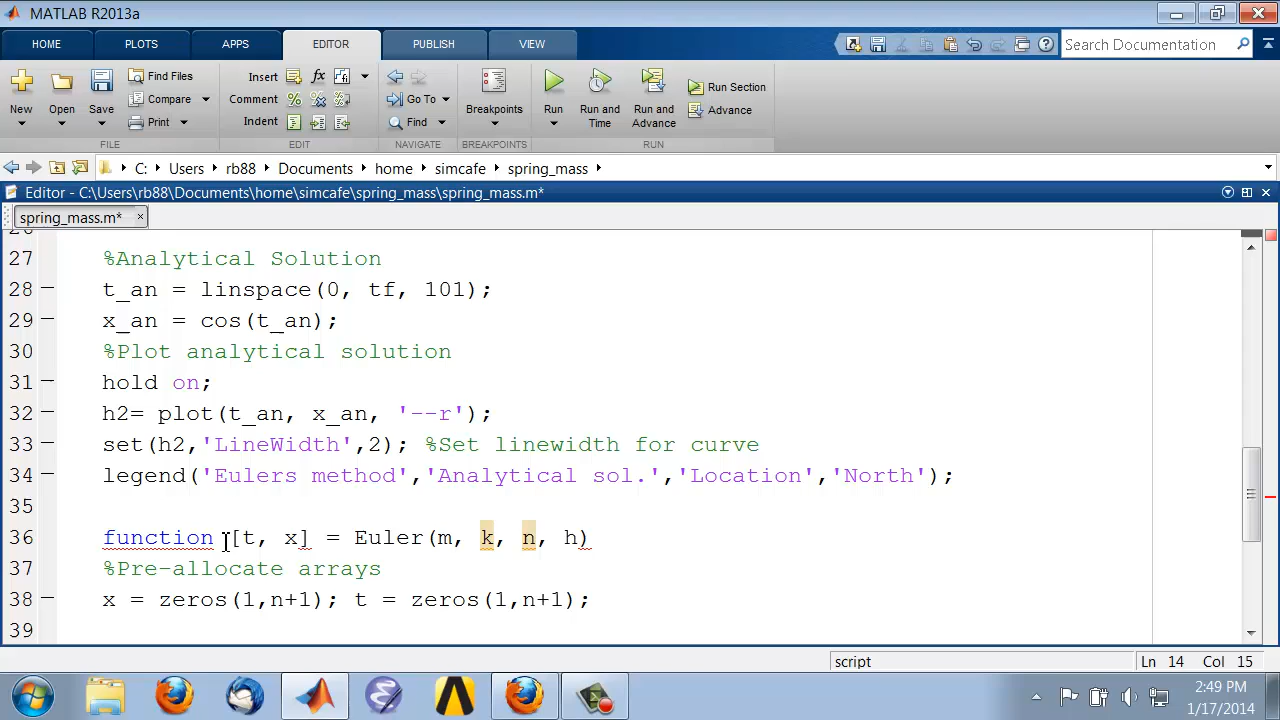 MATLAB R2013a
HOME PLOTS APPS EDITOR PUBLISH VIEW Search Documentation
New Open Save Find Files Compare Print
Insert fx
Comment % %
Indent
Go To
Find
Breakpoints Run Run and Time Run and Advance Run Section Advance
FILE EDIT NAVIGATE BREAKPOINTS RUN
C: Users rb88 Documents home simcafe spring_mass
Editor - C:\Users\rb88\Documents\home\simcafe\spring_mass\spring_mass.m*
spring_mass.m*
27 %Analytical Solution
28 t_an = linspace(0, tf, 101);
29 x_an = cos(t_an);
30 %Plot analytical solution
31 hold on;
32 h2= plot(t_an, x_an, '--r');
33 set(h2,'LineWidth',2); %Set linewidth for curve
34 legend('Eulers method','Analytical sol.','Location','North');
35
36 function [t, x] = Euler(m, k, n, h)
37 %Pre-allocate arrays
38 x = zeros(1,n+1); t = zeros(1,n+1);
39
script Ln 14 Col 15
2:49 PM
1/17/2014